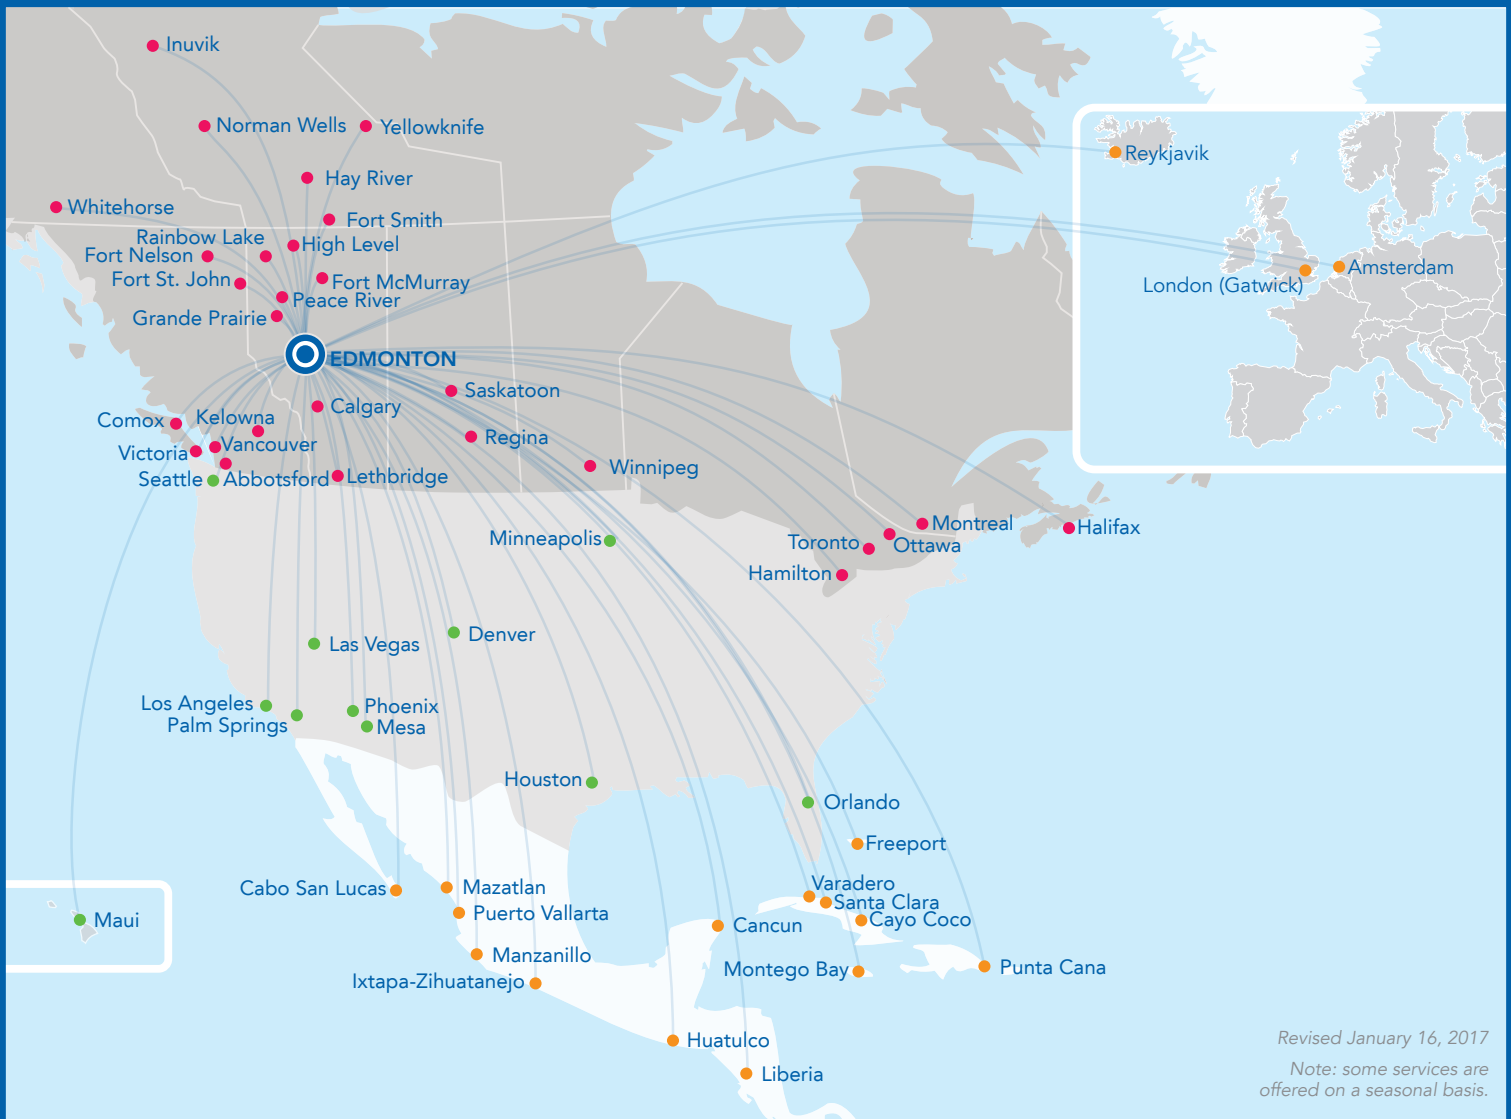 Inuvik
Norman Wells
Yellowknife
Reykjavik
Hay River
Whitehorse
Fort Smith
Rainbow Lake
High Level
Fort Nelson
Fort St. John
Fort McMurray
Peace River
Grande Prairie
London (Gatwick)
Amsterdam
EDMONTON
Saskatoon
Calgary
Comox
Kelowna
Regina
Victoria
Vancouver
Winnipeg
Seattle
Abbotsford
Lethbridge
Minneapolis
Montreal
Halifax
Toronto
Ottawa
Hamilton
Denver
Las Vegas
Los Angeles
Palm Springs
Phoenix
Mesa
Houston
Orlando
Freeport
Cabo San Lucas
Mazatlan
Varadero
Santa Clara
Puerto Vallarta
Maui
Cancun
Cayo Coco
Manzanillo
Montego Bay
Punta Cana
Ixtapa-Zihuatanejo
Huatulco
Liberia
Revised January 16, 2017
Note: some services are
offered on a seasonal basis.